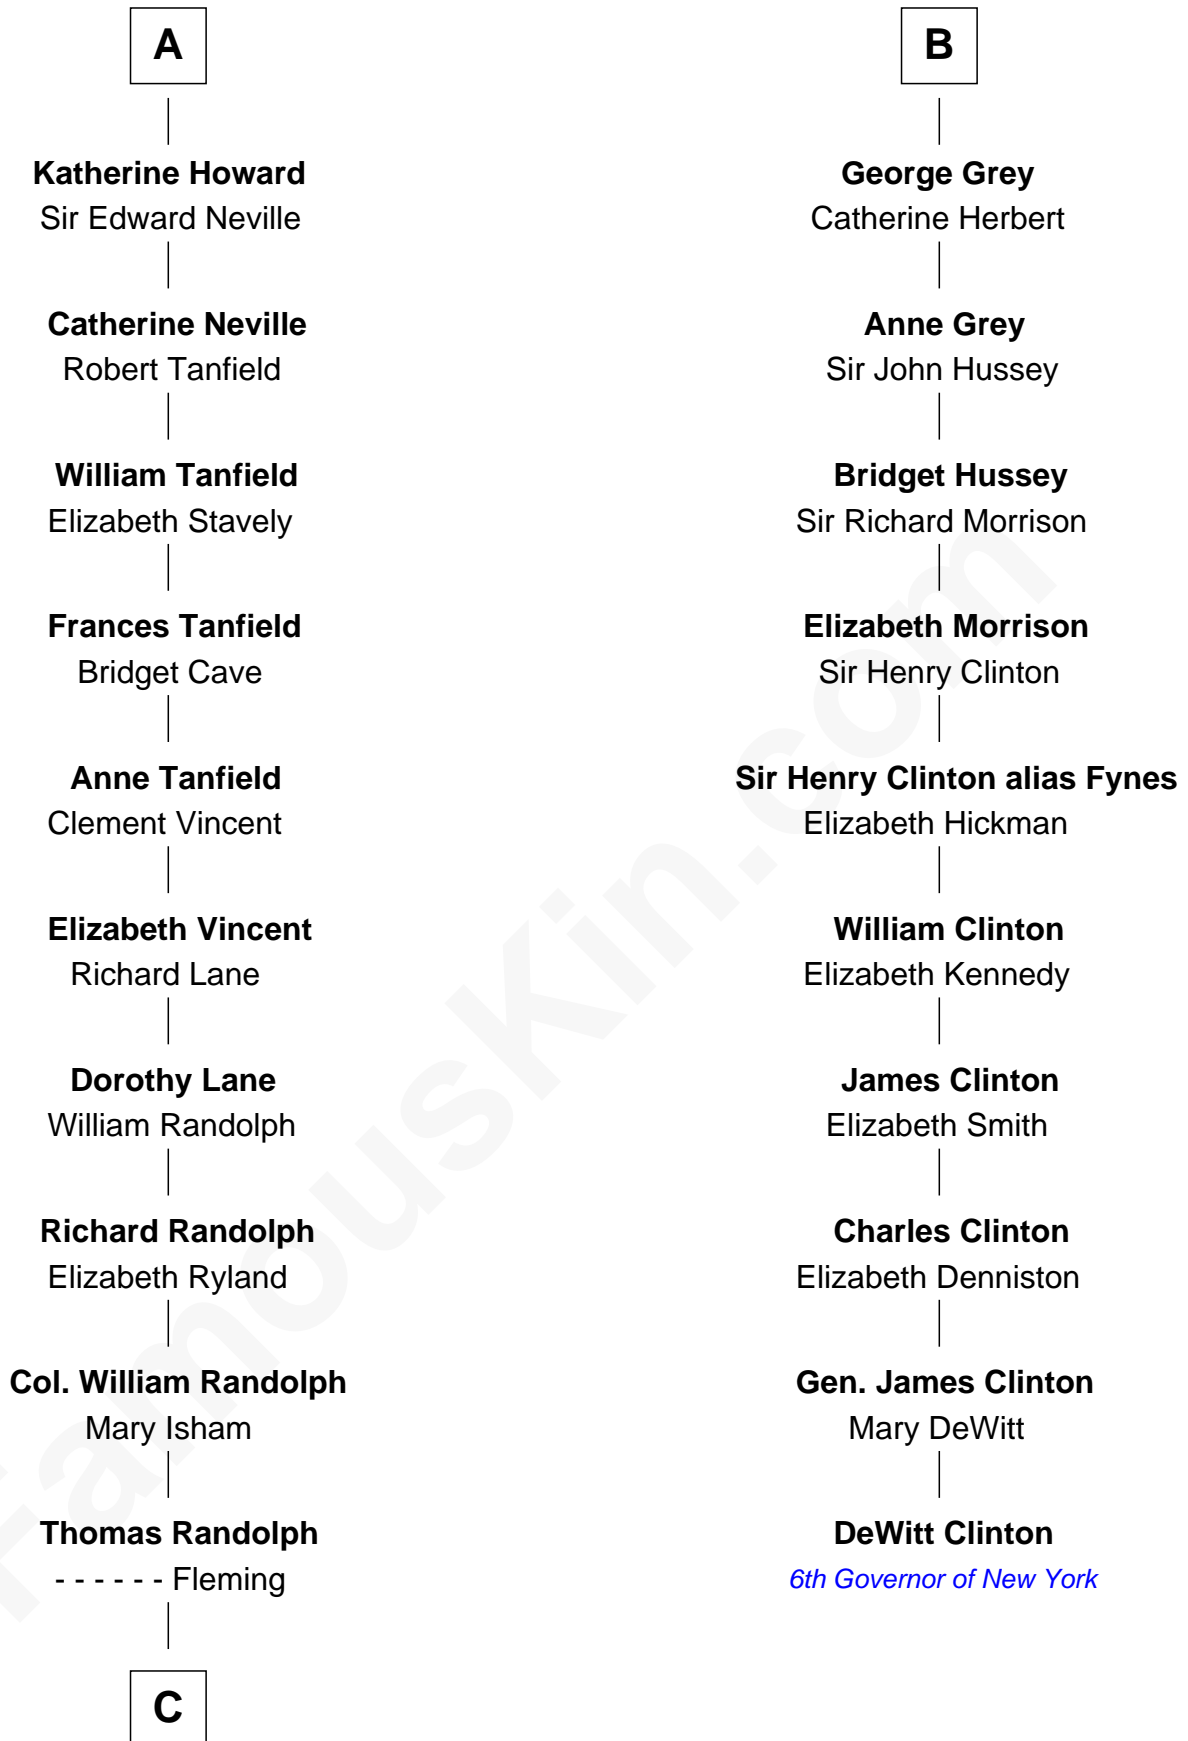 A
Katherine Howard
Sir Edward Neville
Catherine Neville
Robert Tanfield
William Tanfield
Elizabeth Stavely
Frances Tanfield
Bridget Cave
Anne Tanfield
Clement Vincent
Elizabeth Vincent
Richard Lane
Dorothy Lane
William Randolph
Richard Randolph
Elizabeth Ryland
Col. William Randolph
Mary Isham
Thomas Randolph
- - - - - - Fleming
C
B
George Grey
Catherine Herbert
Anne Grey
Sir John Hussey
Bridget Hussey
Sir Richard Morrison
Elizabeth Morrison
Sir Henry Clinton
Sir Henry Clinton alias Fynes
Elizabeth Hickman
William Clinton
Elizabeth Kennedy
James Clinton
Elizabeth Smith
Charles Clinton
Elizabeth Denniston
Gen. James Clinton
Mary DeWitt
DeWitt Clinton
6th Governor of New York
FamousKin.com